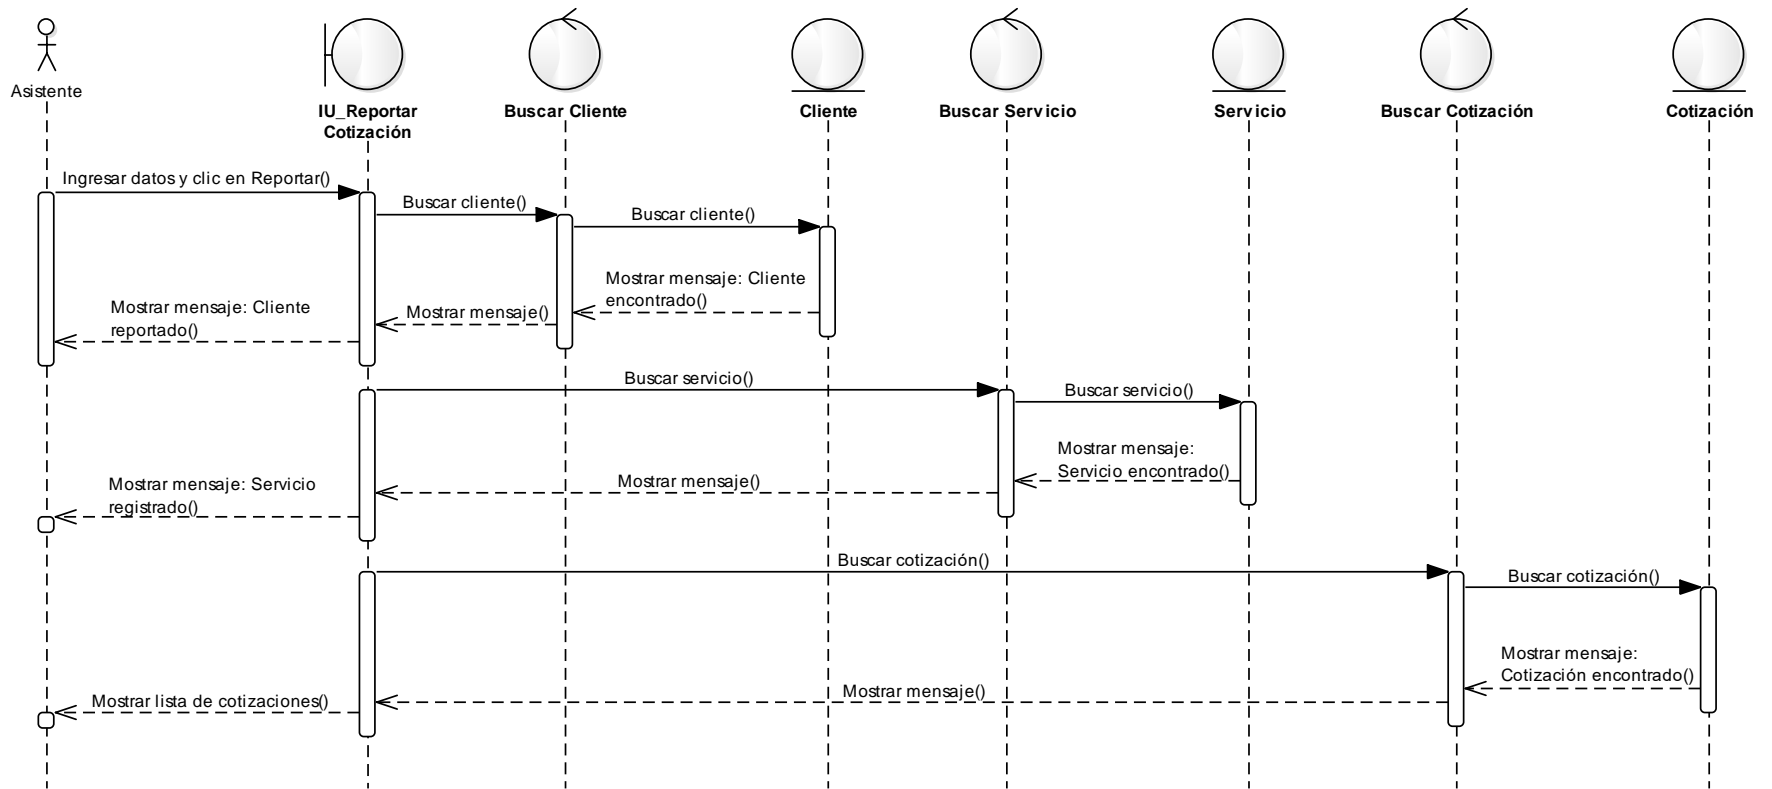 Asistente
IU_Reportar
Cotización
Buscar Cliente
Cliente
Buscar Servicio
Servicio
Buscar Cotización
Cotización
Ingresar datos y clic en Reportar()
Buscar cliente()
Buscar cliente()
Mostrar mensaje: Cliente
encontrado()
Mostrar mensaje()
Mostrar mensaje: Cliente
reportado()
Buscar servicio()
Buscar servicio()
Mostrar mensaje:
Servicio encontrado()
Mostrar mensaje()
Mostrar mensaje: Servicio
registrado()
Buscar cotización()
Buscar cotización()
Mostrar mensaje:
Cotización encontrado()
Mostrar mensaje()
Mostrar lista de cotizaciones()